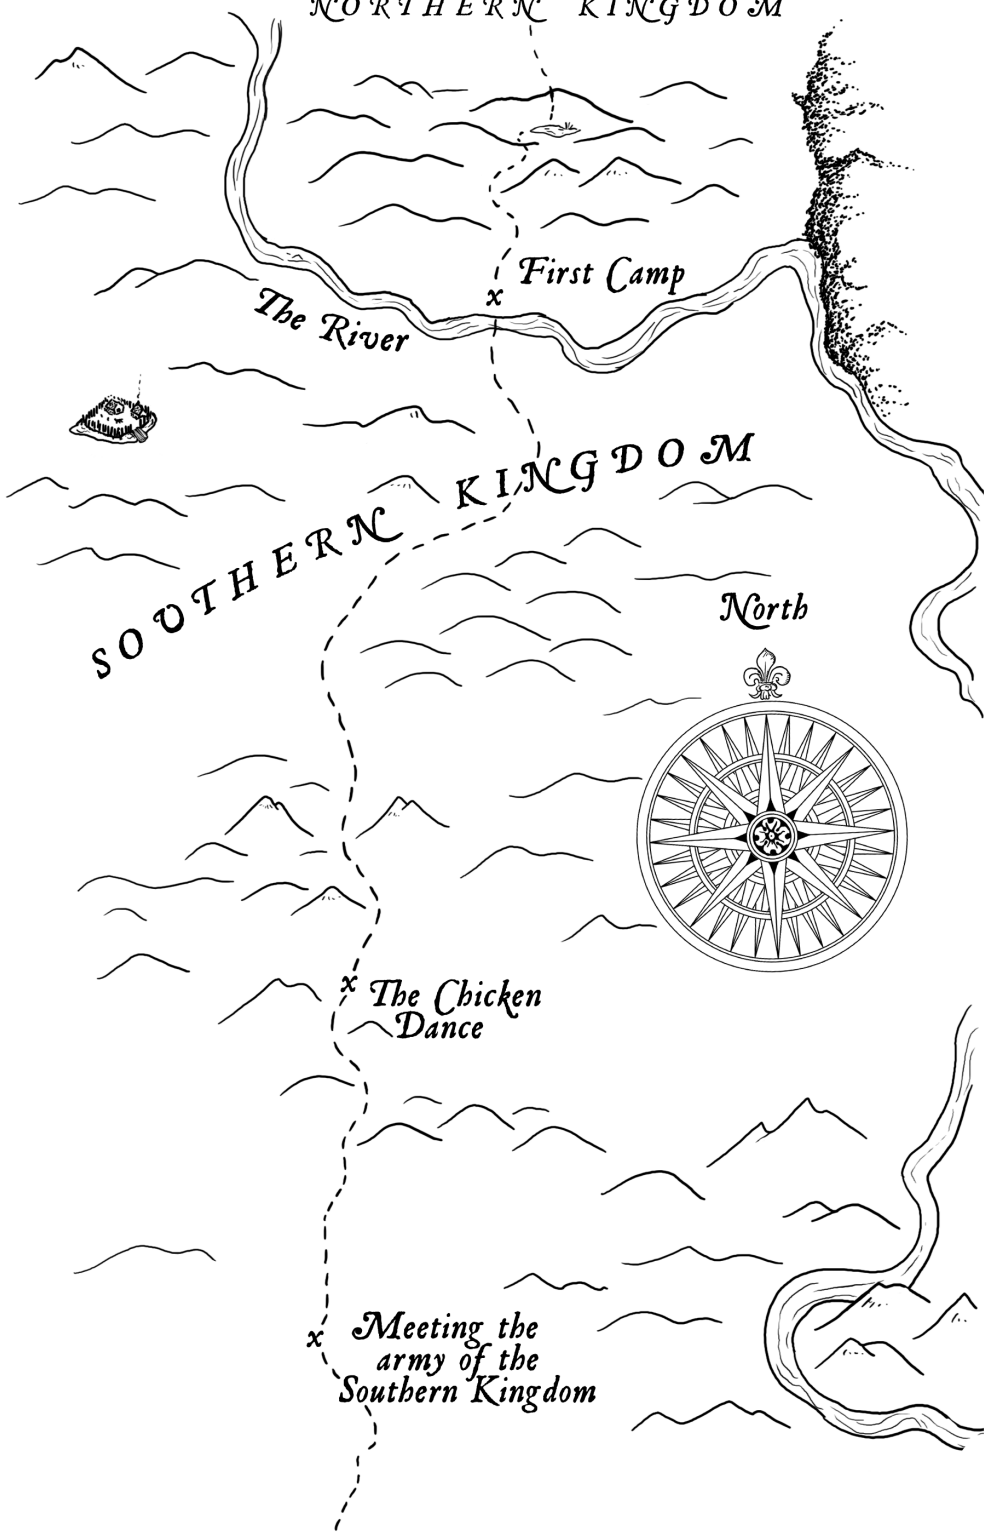 NORTHERN KINGDOM
First Camp
The River
SOUTHERN KINGDOM
North
The Chicken
Dance
Meeting the
army of the
Southern Kingdom